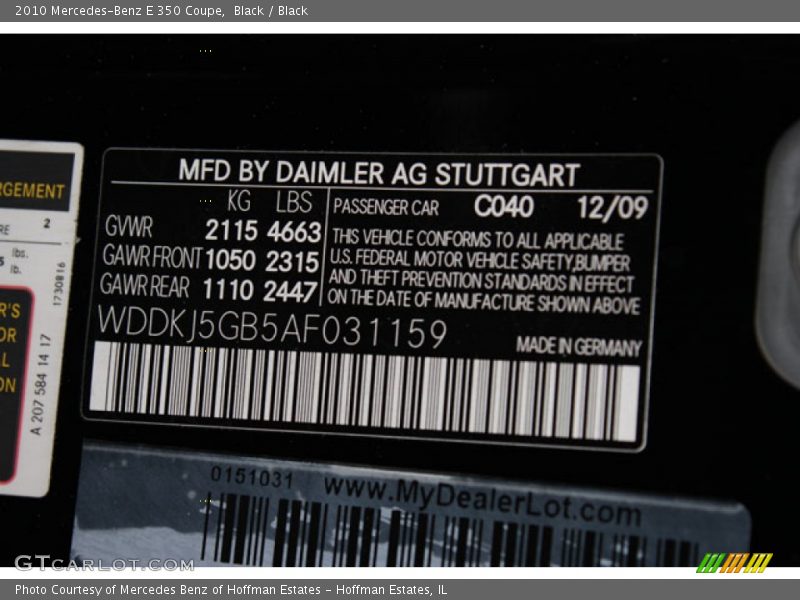 2010 Mercedes-Benz E 350 Coupe,  Black / Black
MFD BY DAIMLER AG STUTTGART
KG LBS
GVWR 2115 4663
GAWR FRONT 1050 2315
GAWR REAR 1110 2447
PASSENGER CAR C040 12/09
THIS VEHICLE CONFORMS TO ALL APPLICABLE
U.S. FEDERAL MOTOR VEHICLE SAFETY,BUMPER
AND THEFT PREVENTION STANDARDS IN EFFECT
ON THE DATE OF MANUFACTURE SHOWN ABOVE
WDDKJ5GB5AF031159
MADE IN GERMANY
2
lbs.
lb.
1730816
A 207 584 14 17
0151031 www.MyDealerLot.com
GTCARLOT.COM
Photo Courtesy of Mercedes Benz of Hoffman Estates - Hoffman Estates, IL